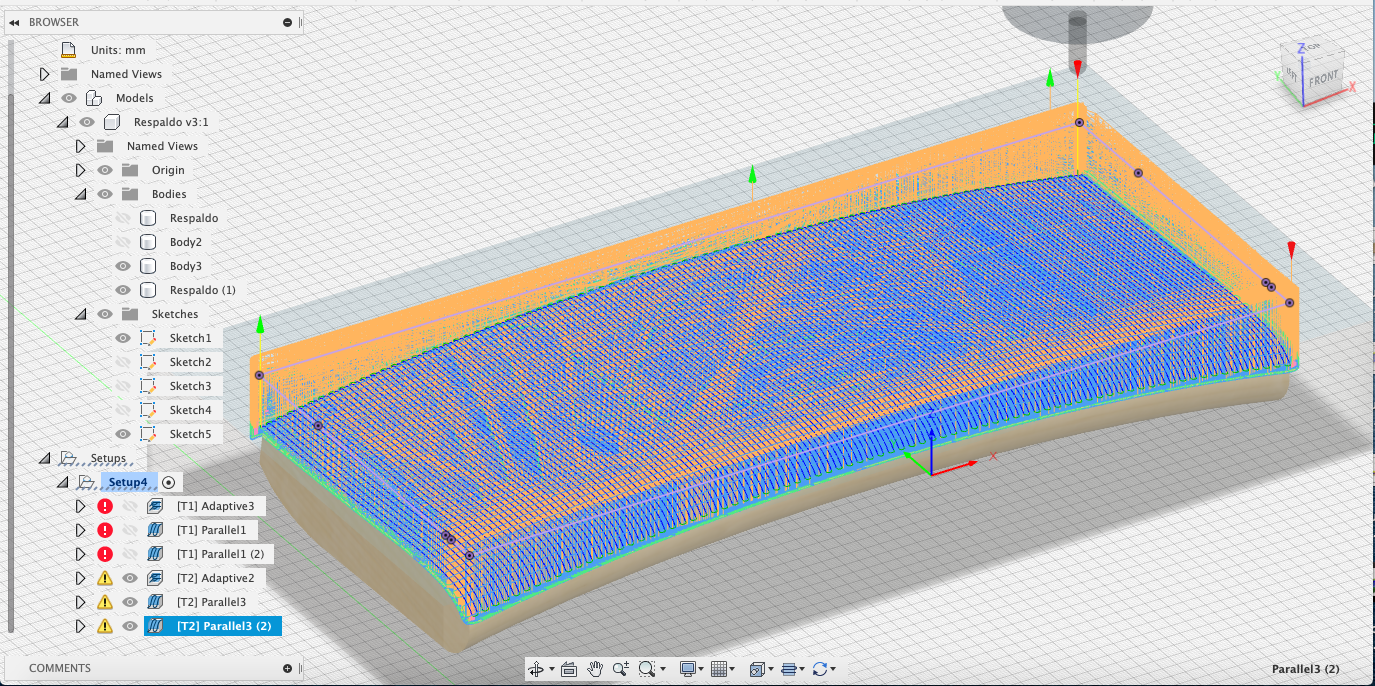 BROWSER
Units: mm
Named Views
Models
Respaldo v3:1
Named Views
Origin
Bodies
Respaldo
Body2
Body3
Respaldo (1)
Sketches
Sketch1
Sketch2
Sketch3
Sketch4
Sketch5
Setups
Setup4
[T1] Adaptive3
[T1] Parallel1
[T1] Parallel1 (2)
[T2] Adaptive2
[T2] Parallel3
[T2] Parallel3 (2)
COMMENTS
Z
FRONT
X
X
Parallel3 (2)